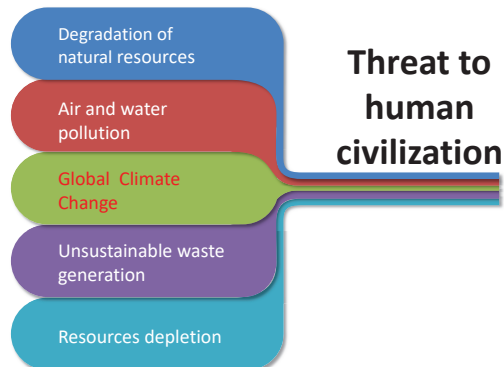 Degradation of
natural resources
Air and water
pollution
Global Climate
Change
Unsustainable waste
generation
Resources depletion
Threat to
human
civilization